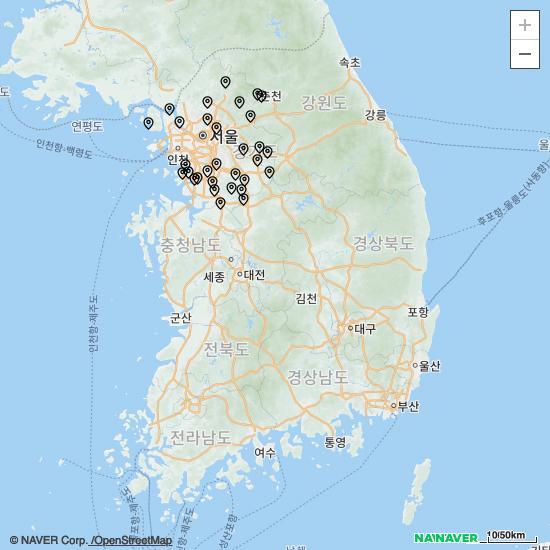 +
−
속초
춘천
강원도
강릉
연평도
서울
인천항-백령도
인천
경기도
울
후포항-울릉도(사동항)
충청남도
경상북도
세종
대전
김천
인천항-제주도
군산
포항
대구
전북도
울산
경상남도
부산
전라남도
통영
여수
© NAVER Corp. /OpenStreetMap
NAVER
10/50km